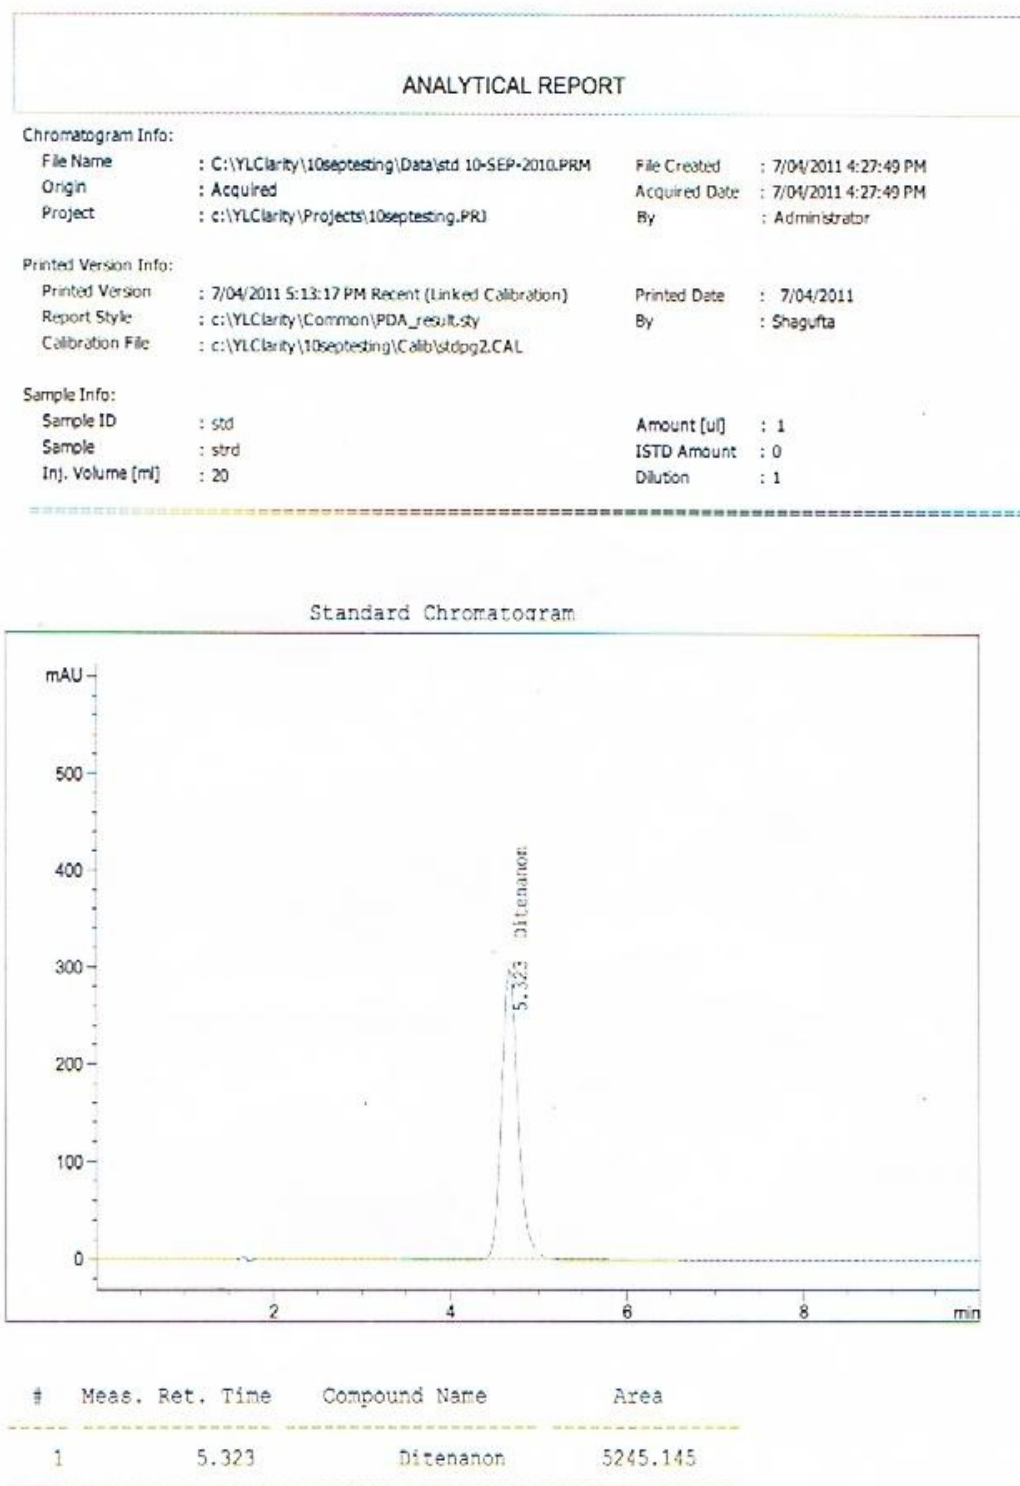 ANALYTICAL REPORT
Chromatogram Info:
File Name : C:\YLClarity\10septesting\Data\std 10-SEP-2010.PRM File Created : 7/04/2011 4:27:49 PM
Origin : Acquired Acquired Date : 7/04/2011 4:27:49 PM
Project : c:\YLClarity\Projects\10septesting.PRJ By : Administrator
Printed Version Info:
Printed Version : 7/04/2011 5:13:17 PM Recent (Linked Calibration) Printed Date : 7/04/2011
Report Style : c:\YLClarity\Common\PDA_result.sty By : Shagufta
Calibration File : c:\YLClarity\10septesting\Calib\stdpg2.CAL
Sample Info:
Sample ID : std Amount [ul] : 1
Sample : strd ISTD Amount : 0
Inj. Volume [ml] : 20 Dilution : 1
Standard Chromatogram
mAU
500
400
300
200
100
0
5.323 Ditenanon
2 4 6 8 min
# Meas. Ret. Time Compound Name Area
1 5.323 Ditenanon 5245.145